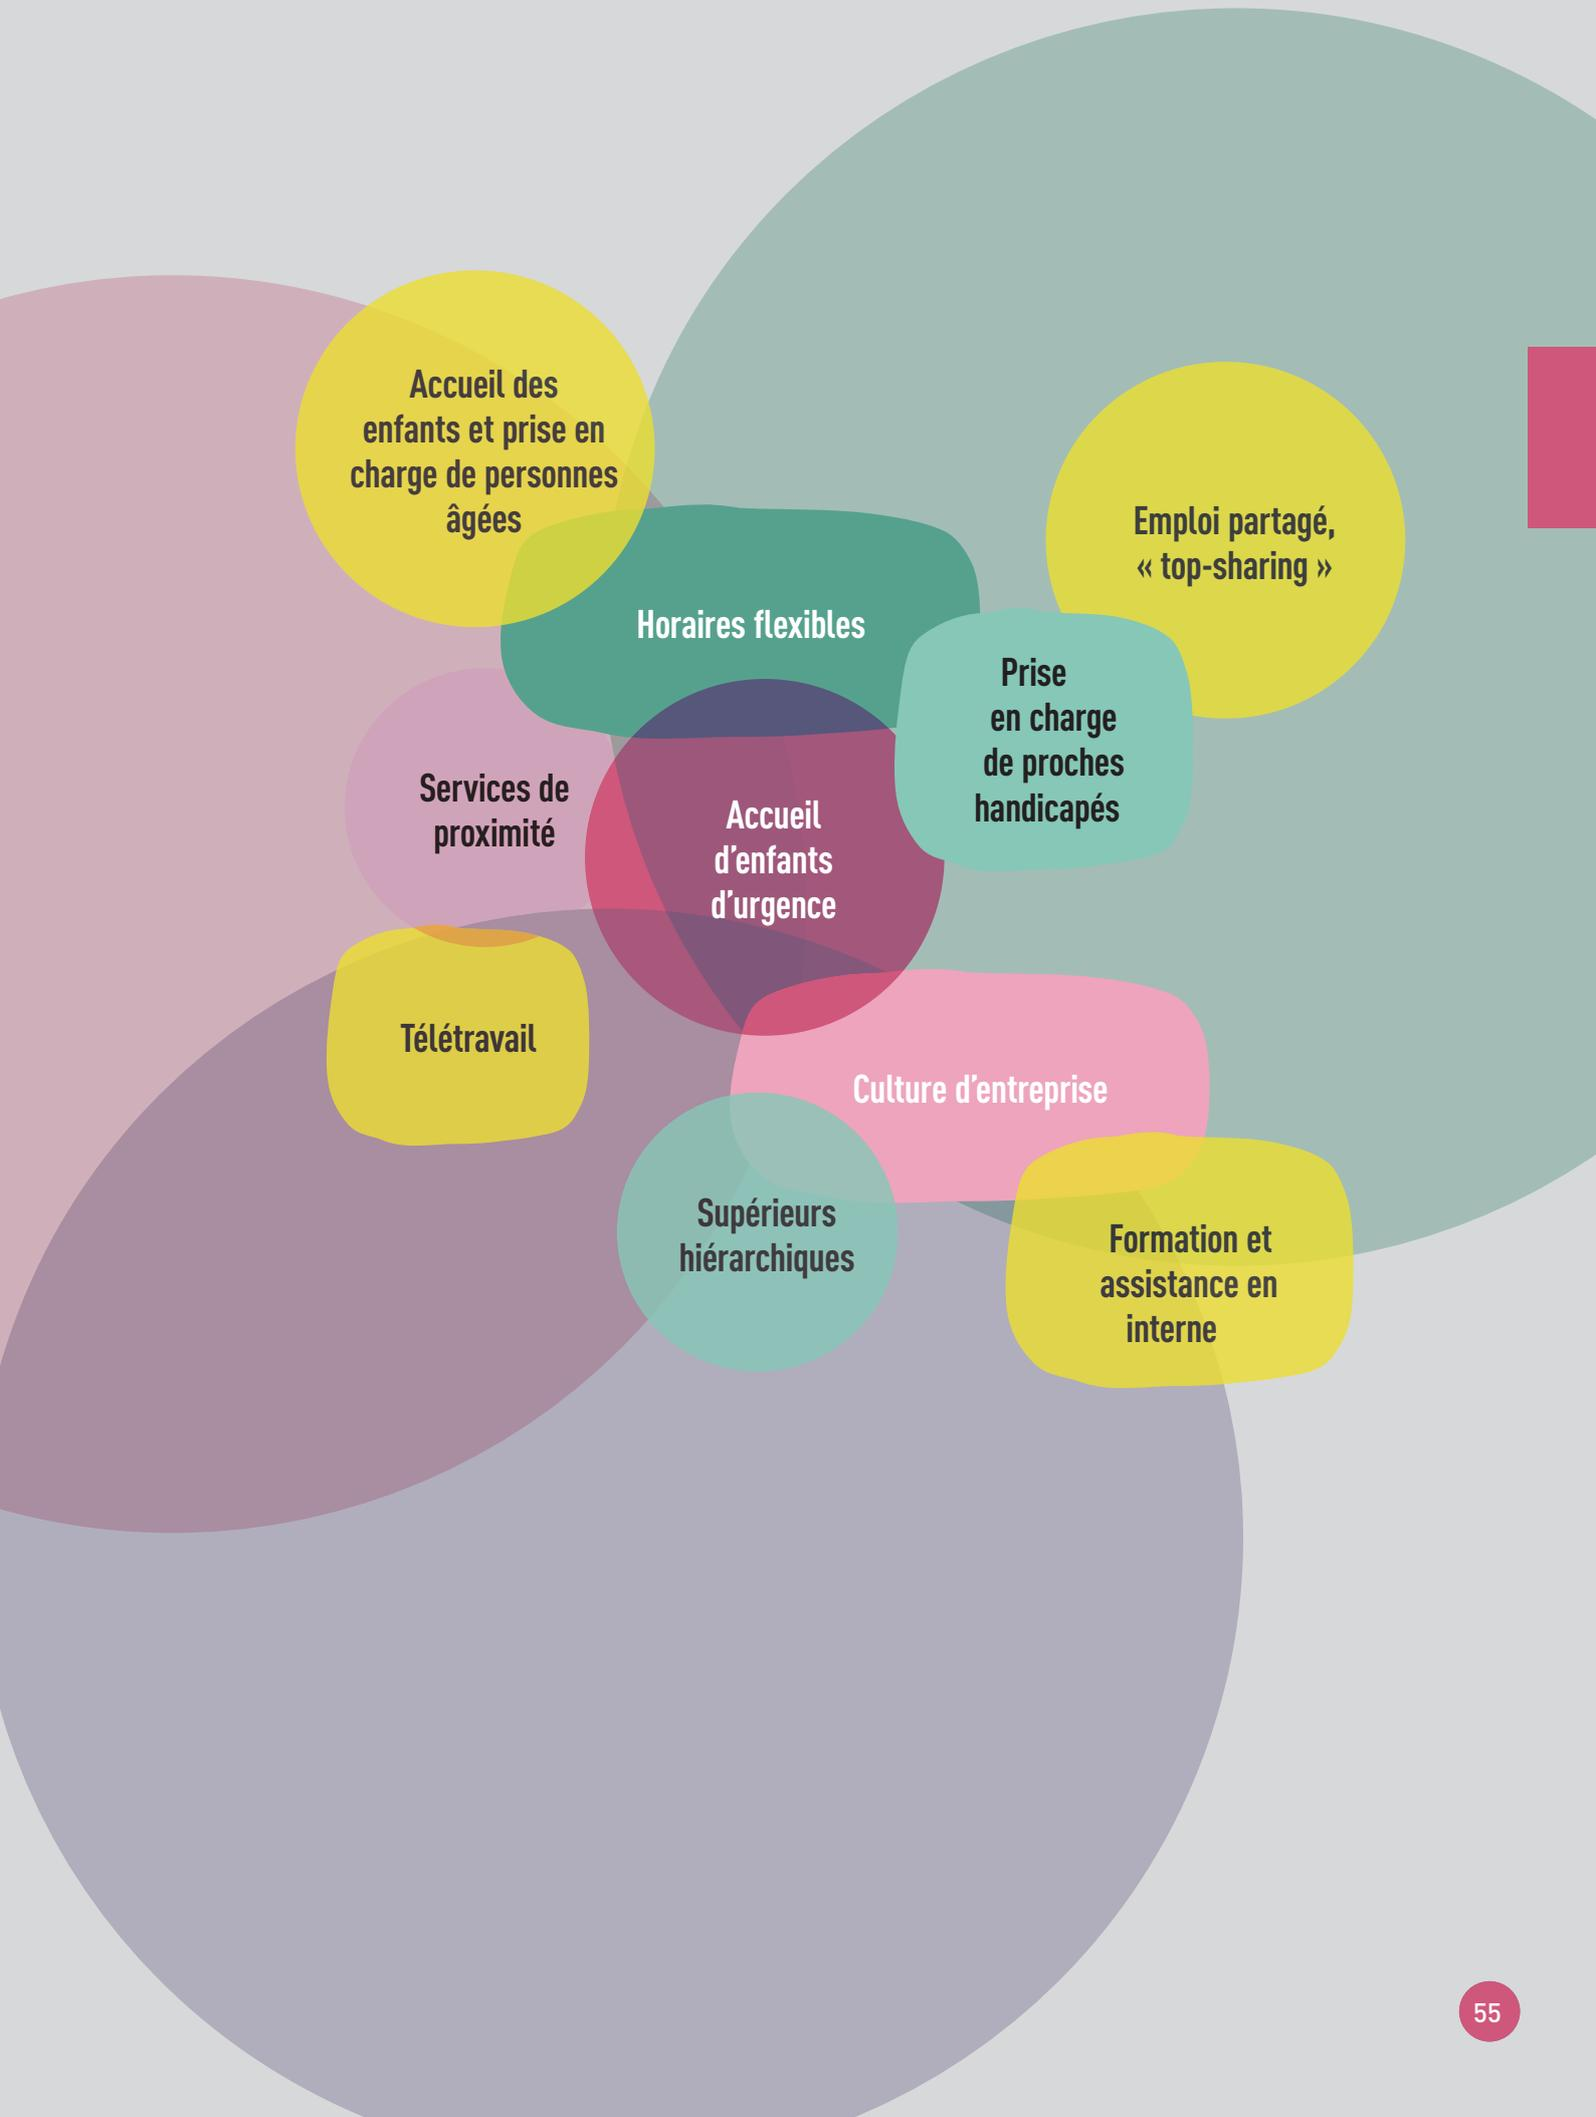 Accueil des
enfants et prise en
charge de personnes
âgées
Emploi partagé,
« top-sharing »
Horaires flexibles
Prise
en charge
de proches
handicapés
Services de
proximité
Accueil
d’enfants
d’urgence
Télétravail
Culture d’entreprise
Supérieurs
hiérarchiques
Formation et
assistance en
interne
55